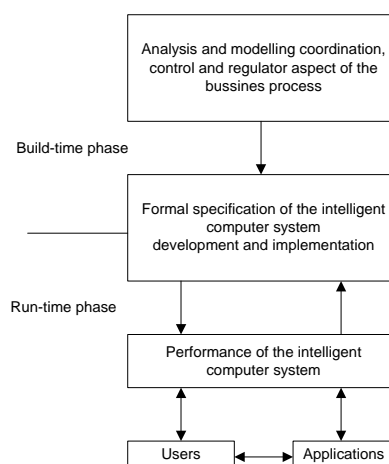 Analysis and modelling coordination,
control and regulator aspect of the
bussines process
Build-time phase
Formal specification of the intelligent
computer system
development and implementation
Run-time phase
Performance of the intelligent
computer system
Users
Applications